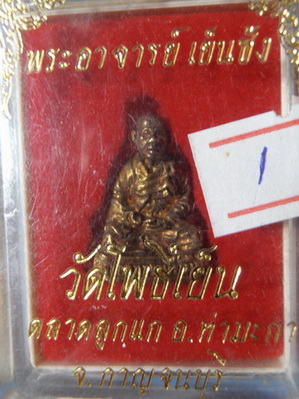 พระอาจารย์ เย็นซ้ง
1
วัดโพธิ์เย็น
ตลาดลูกแก อ.ท่ามะกา
จ.กาญจนบุรี